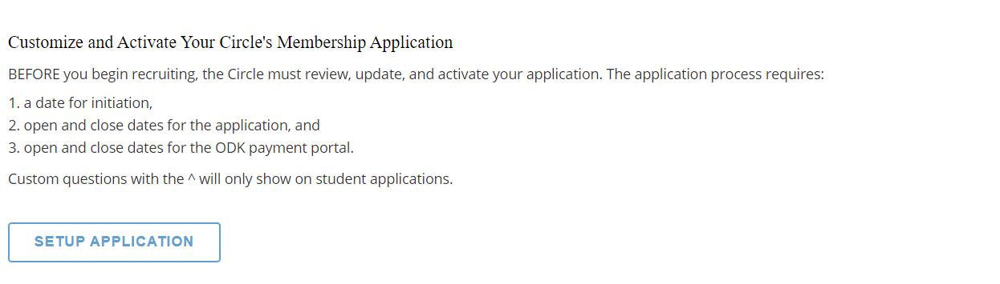 Customize and Activate Your Circle's Membership Application
BEFORE you begin recruiting, the Circle must review, update, and activate your application. The application process requires:
1. a date for initiation,
2. open and close dates for the application, and
3. open and close dates for the ODK payment portal.
Custom questions with the ^ will only show on student applications.
SETUP APPLICATION